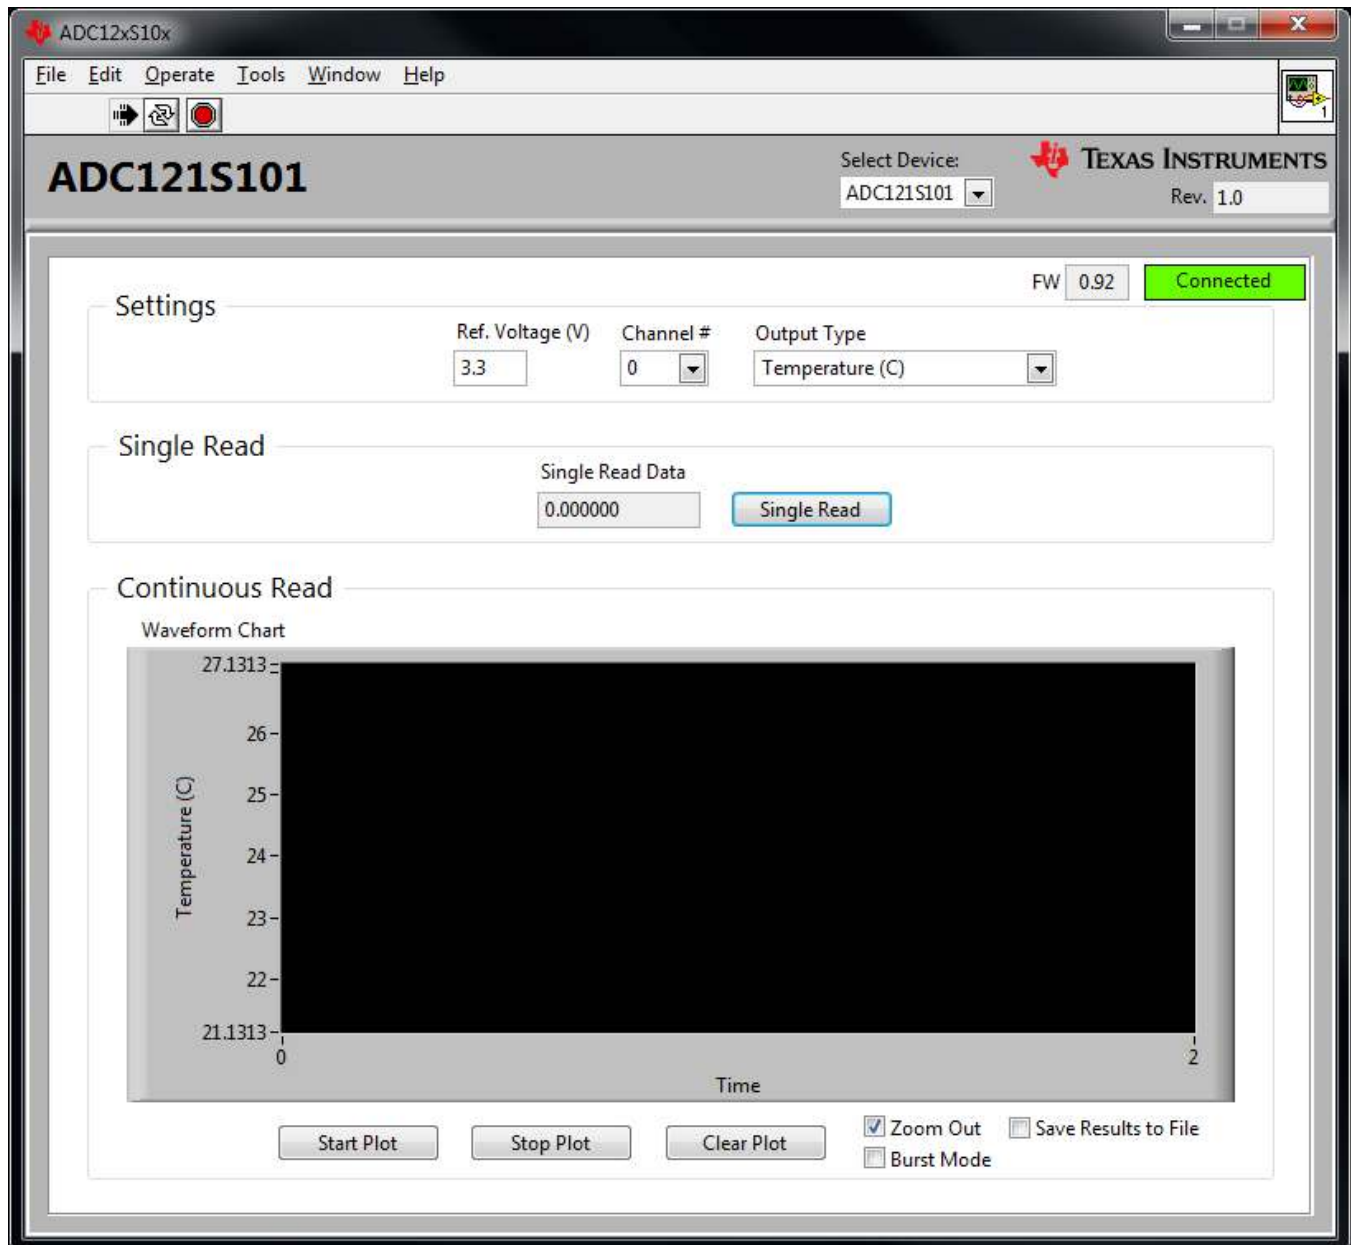 ADC12xS10x
File Edit Operate Tools Window Help
1
ADC121S101
Select Device:
ADC121S101
TEXAS INSTRUMENTS
Rev. 1.0
FW 0.92 Connected
Settings
Ref. Voltage (V) Channel # Output Type
3.3 0 Temperature (C)
Single Read
Single Read Data
0.000000 Single Read
Continuous Read
Waveform Chart
27.1313
26
25
24
23
22
21.1313
Temperature (C)
0 2
Time
Start Plot Stop Plot Clear Plot
Zoom Out Save Results to File
Burst Mode